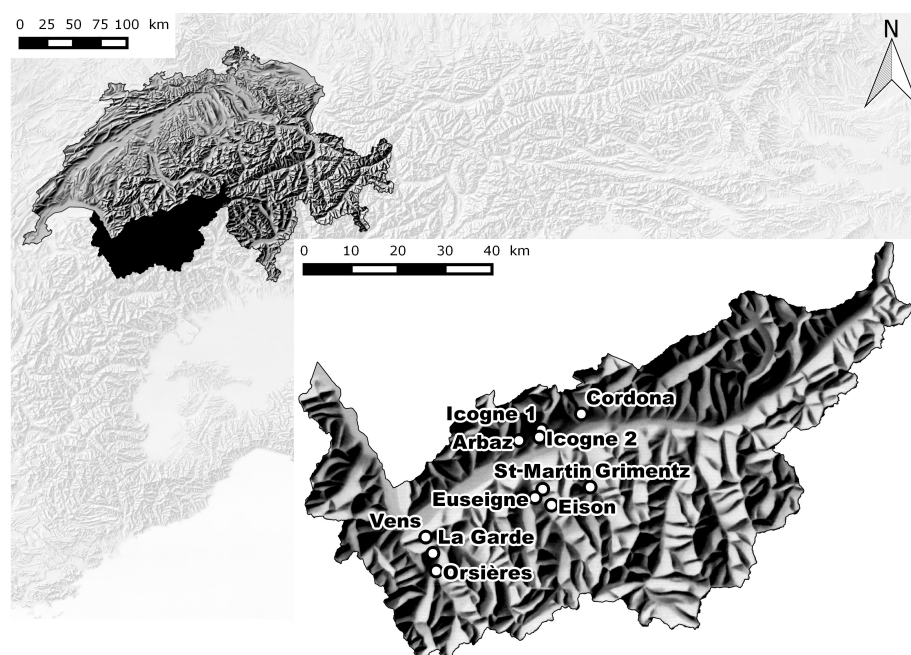 0 25 50 75 100 km
N
0 10 20 30 40 km
Cordona
Icogne 1
Arbaz
Icogne 2
St-Martin Grimentz
Euseigne
Eison
Vens
La Garde
Orsières